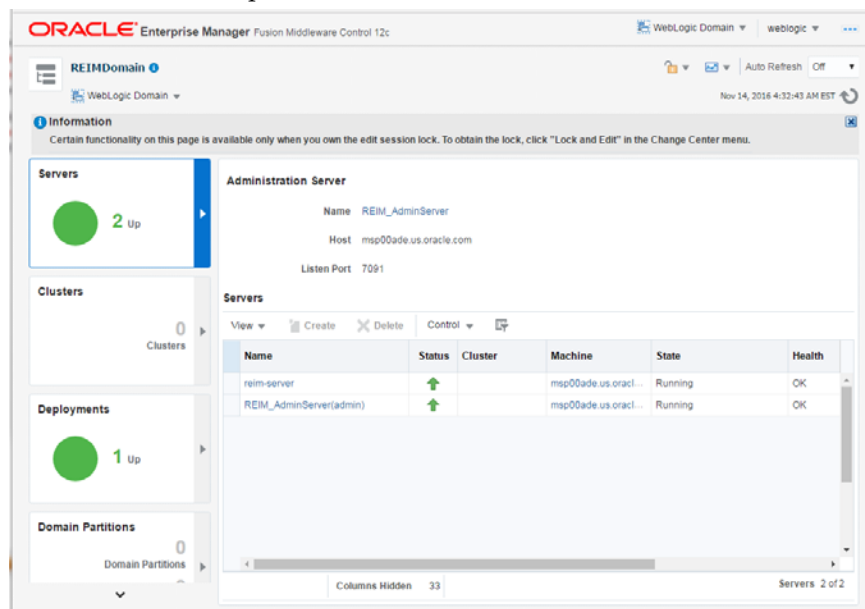 ORACLE Enterprise Manager Fusion Middleware Control 12c
WebLogic Domain weblogic
REIMDomain
Auto Refresh Off
WebLogic Domain
Nov 14, 2016 4:32:43 AM EST
Information
Certain functionality on this page is available only when you own the edit session lock. To obtain the lock, click "Lock and Edit" in the Change Center menu.
Servers
2 Up
Clusters
0
Clusters
Deployments
1 Up
Domain Partitions
0
Domain Partitions
Administration Server
Name REIM_AdminServer
Host msp00ade.us.oracle.com
Listen Port 7091
Servers
View Create Delete Control
Name Status Cluster Machine State Health
reim-server msp00ade.us.oracl... Running OK
REIM_AdminServer(admin) msp00ade.us.oracl... Running OK
Columns Hidden 33
Servers 2 of 2